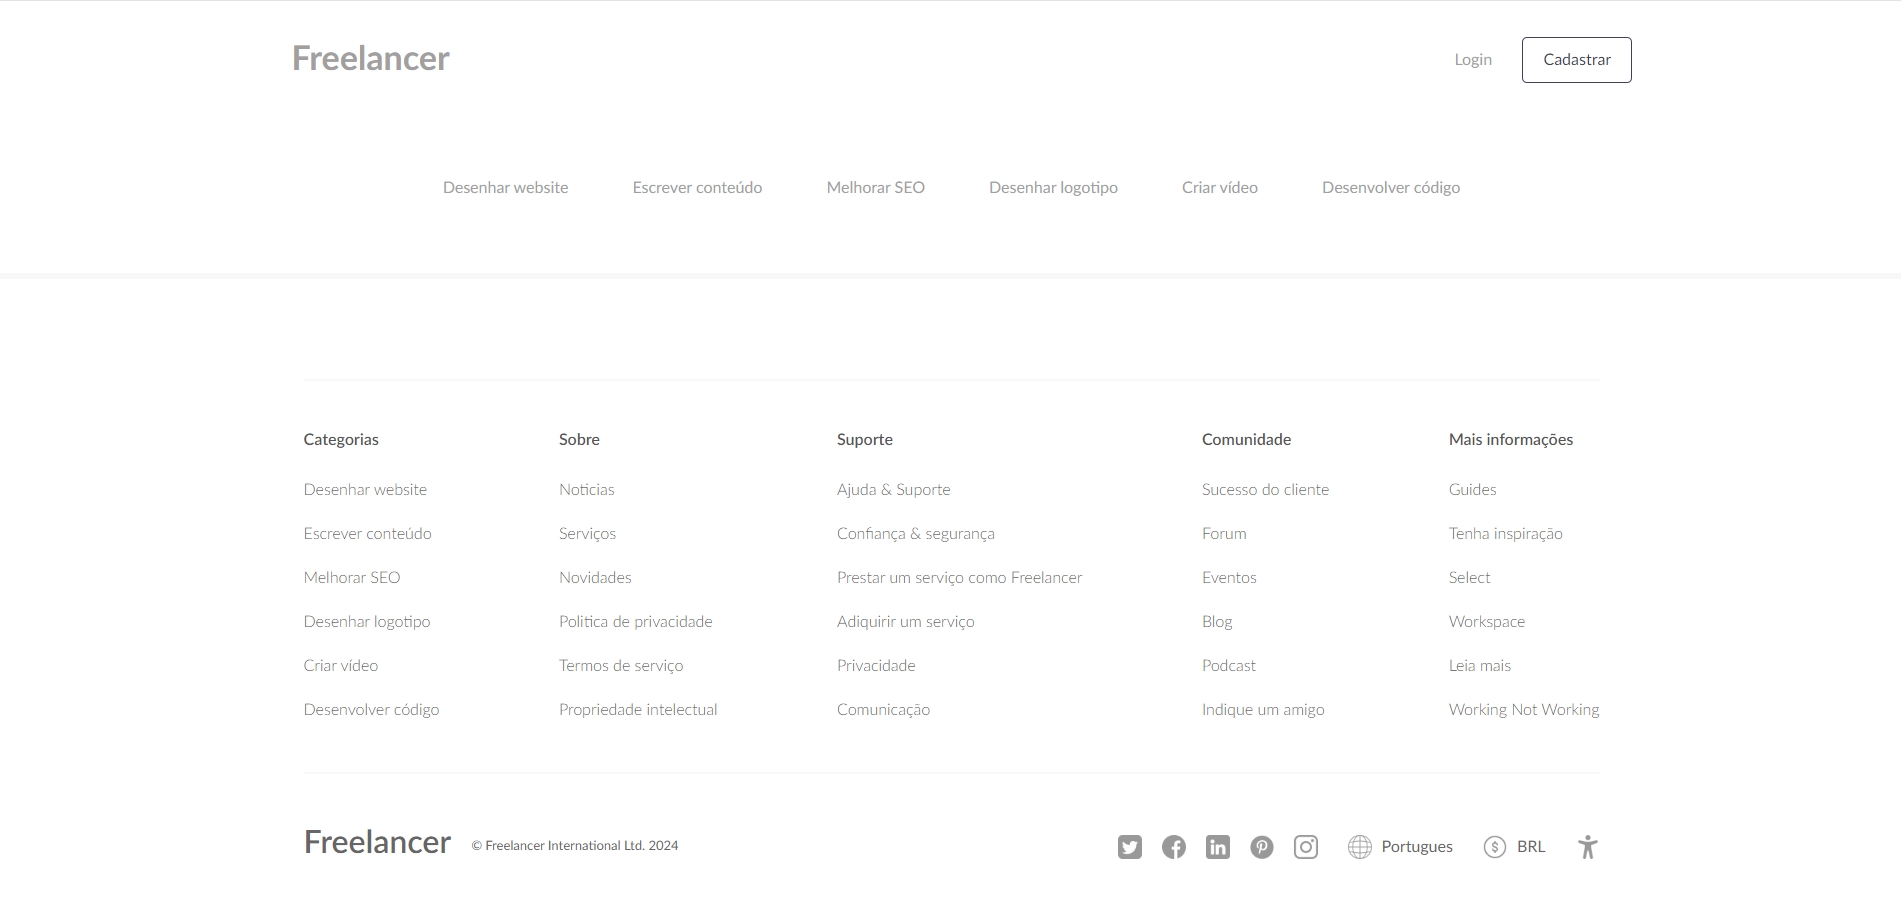 Freelancer
Login
Cadastrar
Desenhar website
Escrever conteúdo
Melhorar SEO
Desenhar logotipo
Criar vídeo
Desenvolver código
Categorias
Desenhar website
Escrever conteúdo
Melhorar SEO
Desenhar logotipo
Criar vídeo
Desenvolver código
Sobre
Noticias
Serviços
Novidades
Politica de privacidade
Termos de serviço
Propriedade intelectual
Suporte
Ajuda & Suporte
Confiança & segurança
Prestar um serviço como Freelancer
Adiquirir um serviço
Privacidade
Comunicação
Comunidade
Sucesso do cliente
Forum
Eventos
Blog
Podcast
Indique um amigo
Mais informações
Guides
Tenha inspiração
Select
Workspace
Leia mais
Working Not Working
Freelancer
© Freelancer International Ltd. 2024
Portugues
BRL